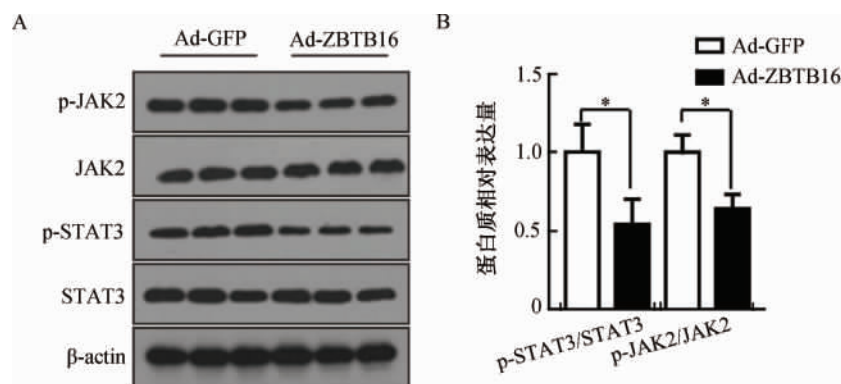 A
Ad-GFP Ad-ZBTB16
p-JAK2
JAK2
p-STAT3
STAT3
β-actin
B
Ad-GFP
Ad-ZBTB16
蛋白质相对表达量
1.5
1.0
0.5
0
* *
p-STAT3/STAT3
p-JAK2/JAK2